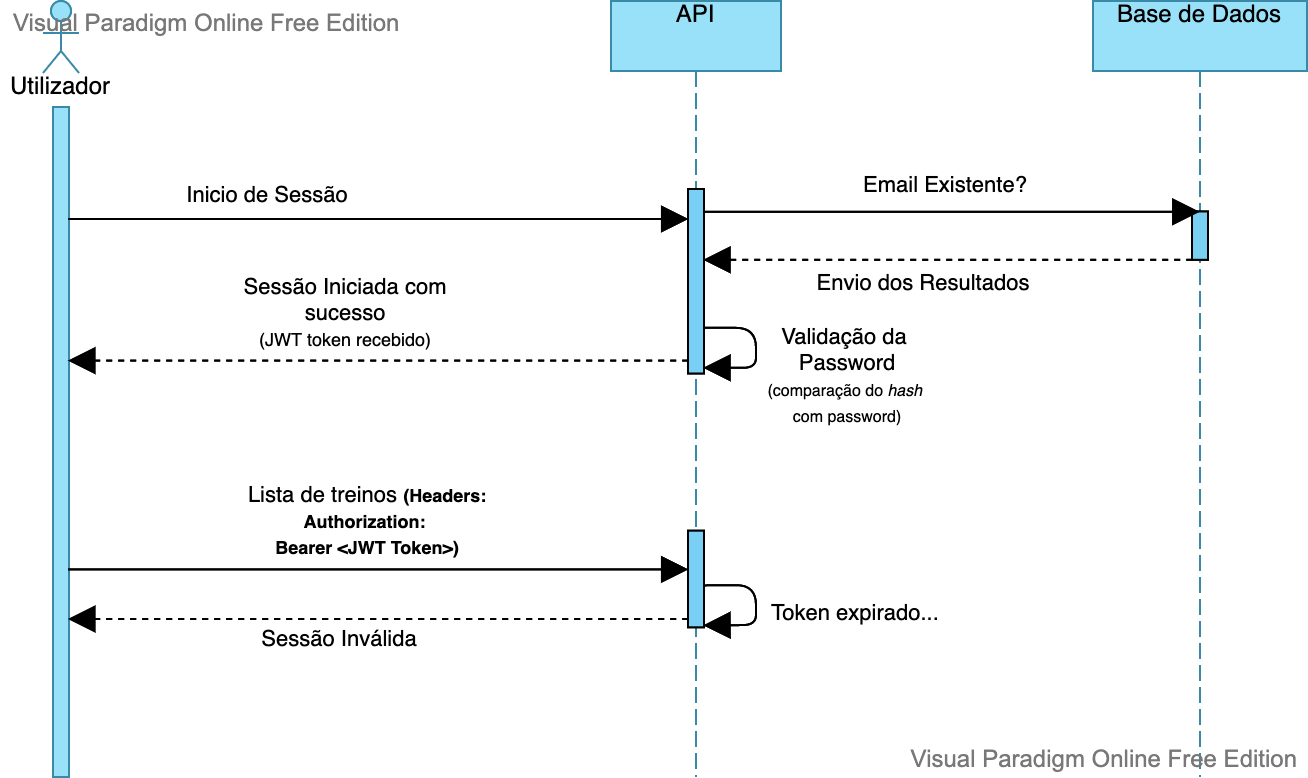 Visual Paradigm Online Free Edition
API
Base de Dados
Utilizador
Inicio de Sessão
Email Existente?
Envio dos Resultados
Sessão Iniciada com
sucesso
(JWT token recebido)
Validação da
Password
(comparação do hash
com password)
Lista de treinos (Headers:
Authorization:
Bearer <JWT Token>)
Token expirado...
Sessão Inválida
Visual Paradigm Online Free Edition